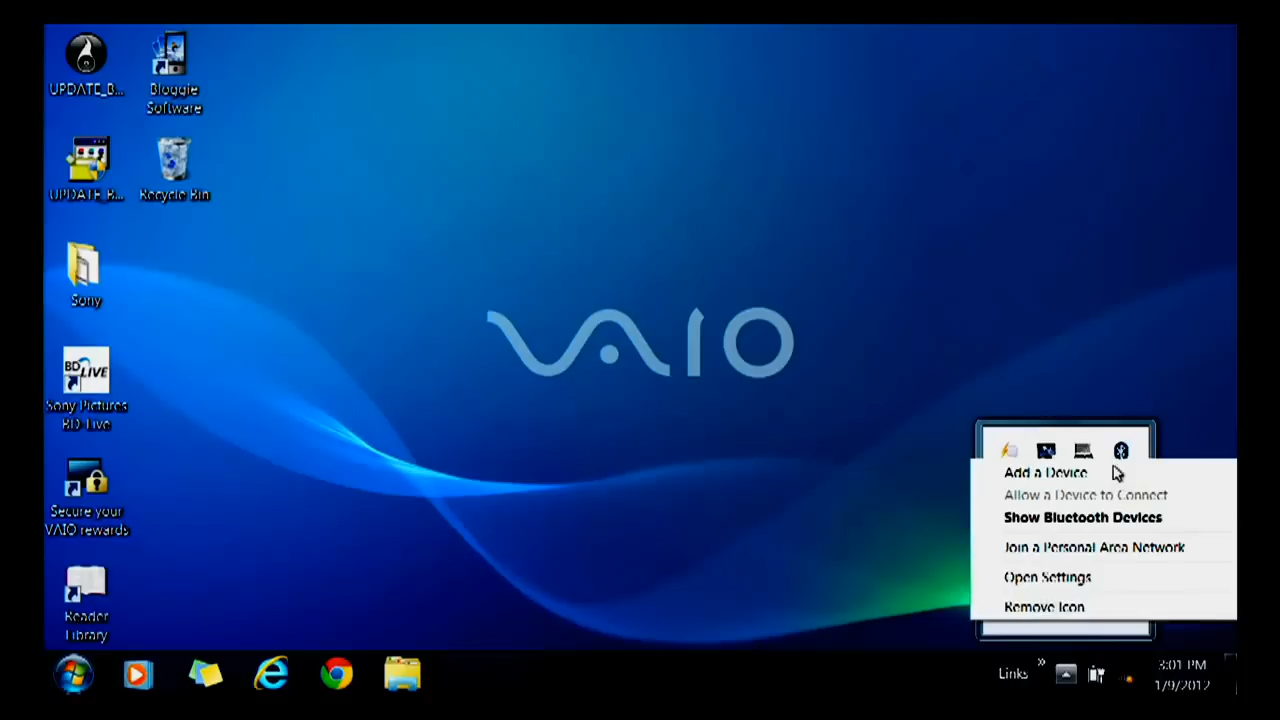 UPDATE_B...
Bloggie
Software
UPDATE_B...
Recycle Bin
Sony
BD LIVE
Sony Pictures
BD-Live
Secure your
VAIO rewards
Reader
Library
VAIO
Add a Device
Allow a Device to Connect
Show Bluetooth Devices
Join a Personal Area Network
Open Settings
Remove Icon
Links
3:01 PM
1/9/2012